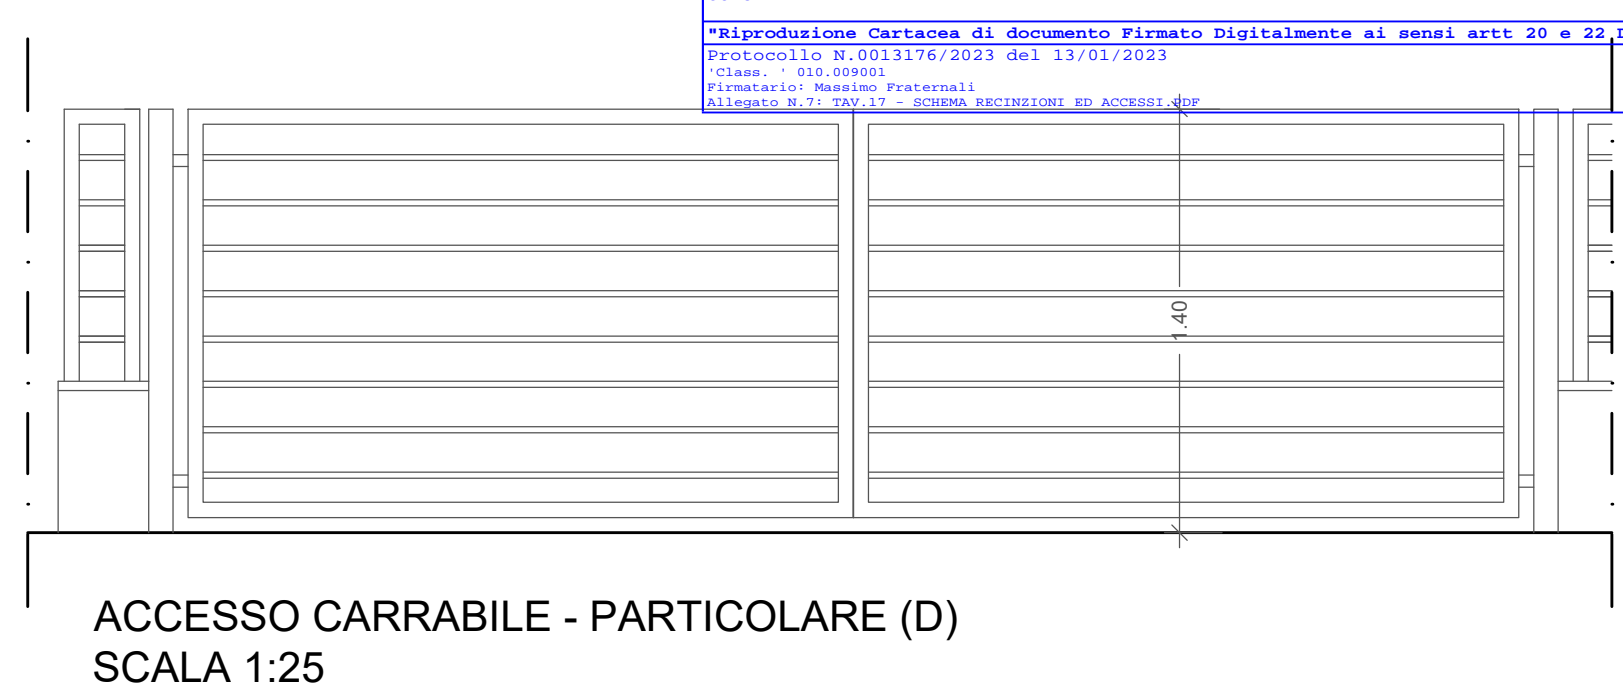 "Riproduzione Cartacea di documento Firmato Digitalmente ai sensi artt 20 e 22
Protocollo N.0013176/2023 del 13/01/2023
'Class. ' 010.009001
Firmatario: Massimo Fraternali
Allegato N.7: TAV.17 - SCHEMA RECINZIONI ED ACCESSI.PDF
1.40
ACCESSO CARRABILE - PARTICOLARE (D)
SCALA 1:25